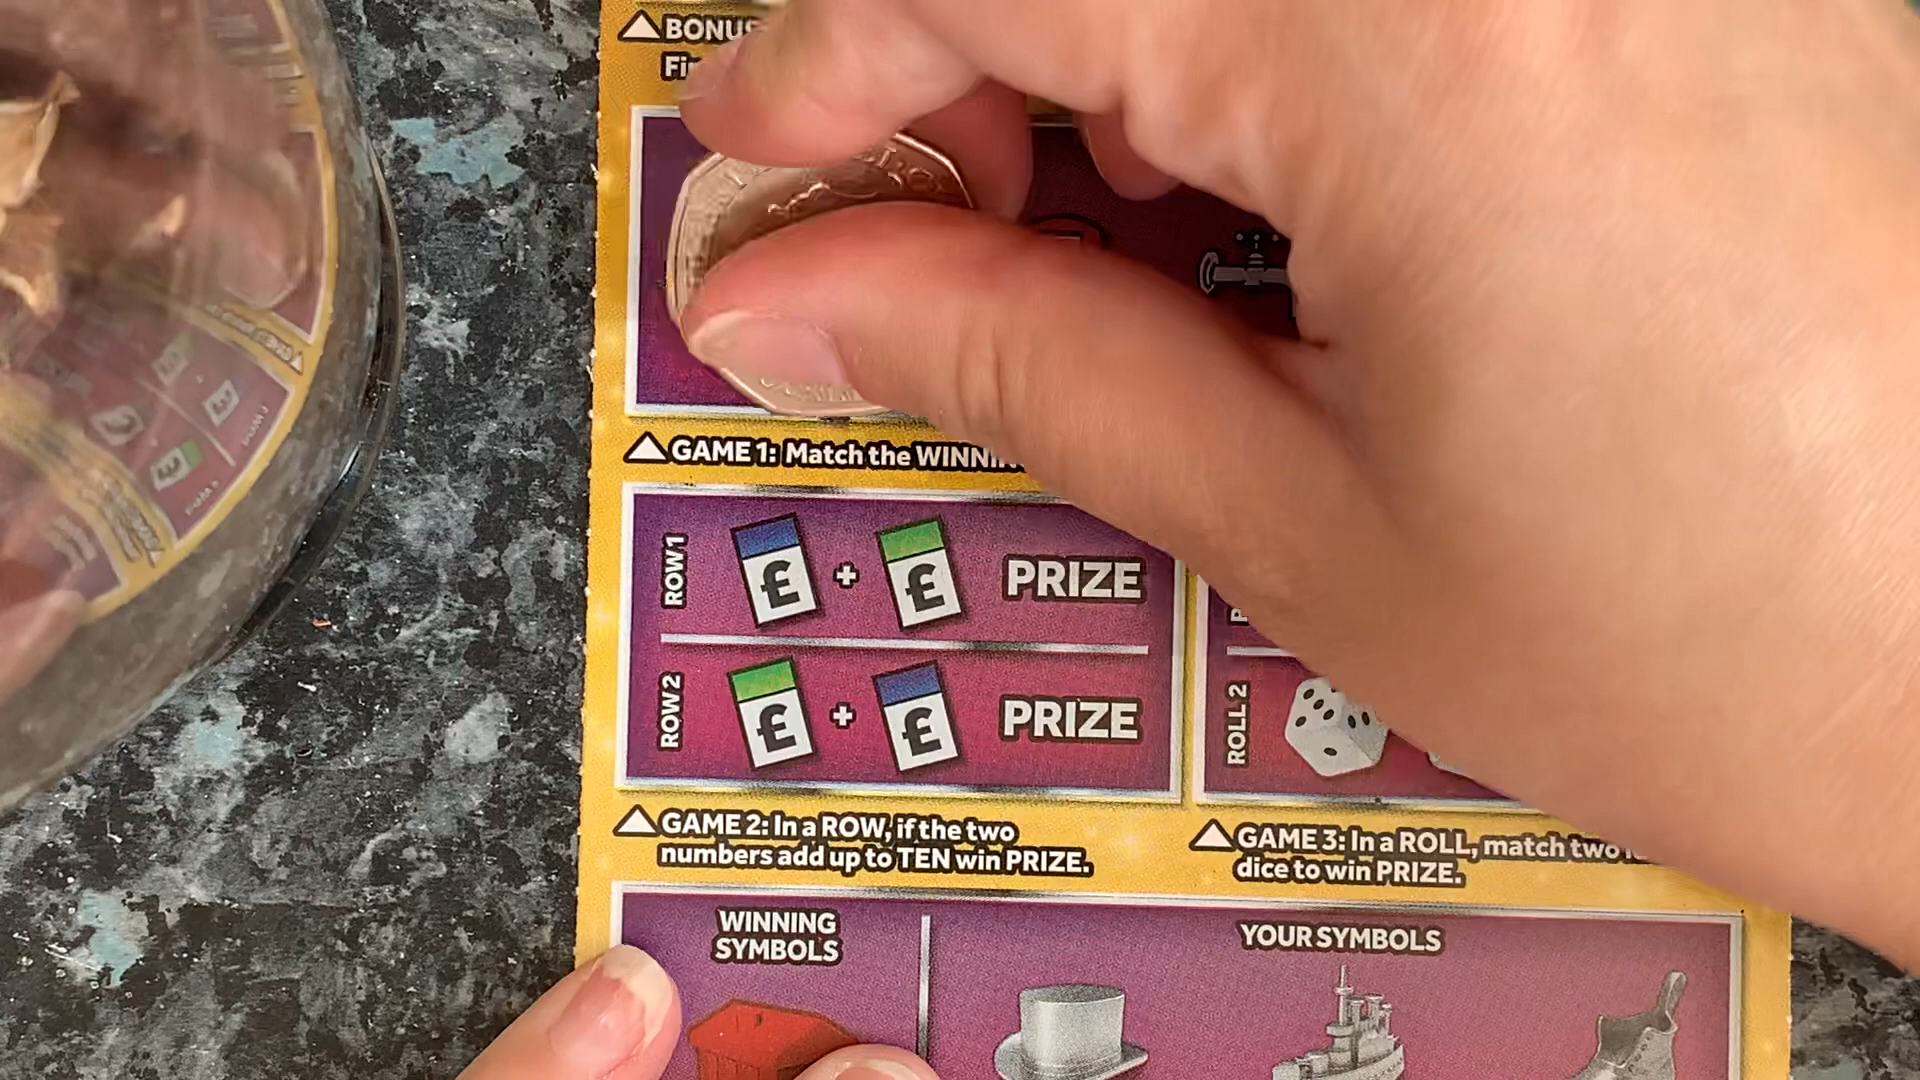 GAME 1: Match the
ROW 1
£ + £ PRIZE
ROW 2
£ + £ PRIZE
ROLL 2
GAME 2: In a ROW, if the two
numbers add up to TEN win PRIZE.
GAME 3: In a ROLL, match two
dice to win PRIZE.
WINNING
SYMBOLS
YOUR SYMBOLS